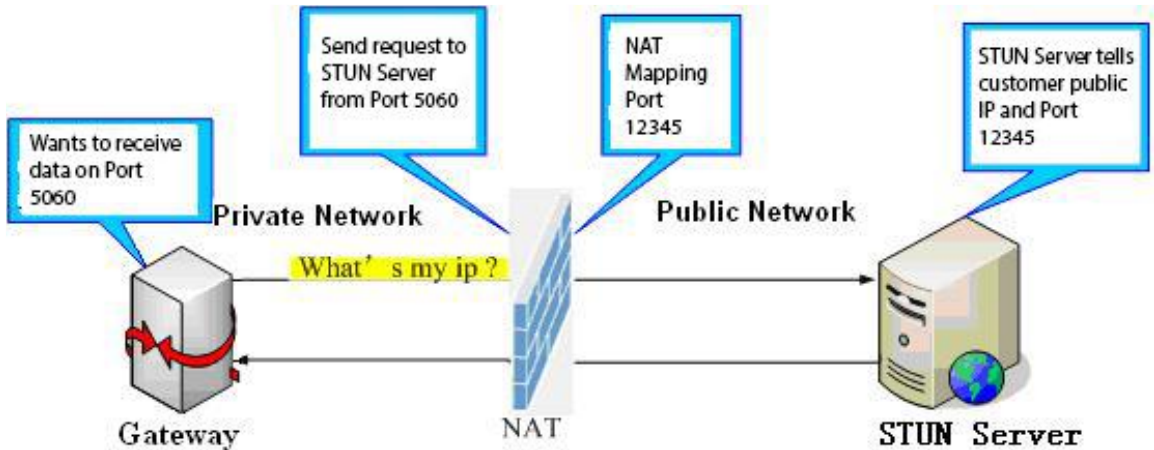 Send request to
STUN Server
from Port 5060
NAT
Mapping
Port
12345
STUN Server tells
customer public
IP and Port
12345
Wants to receive
data on Port
5060
Private Network
Public Network
What’s my ip ?
Gateway
NAT
STUN Server